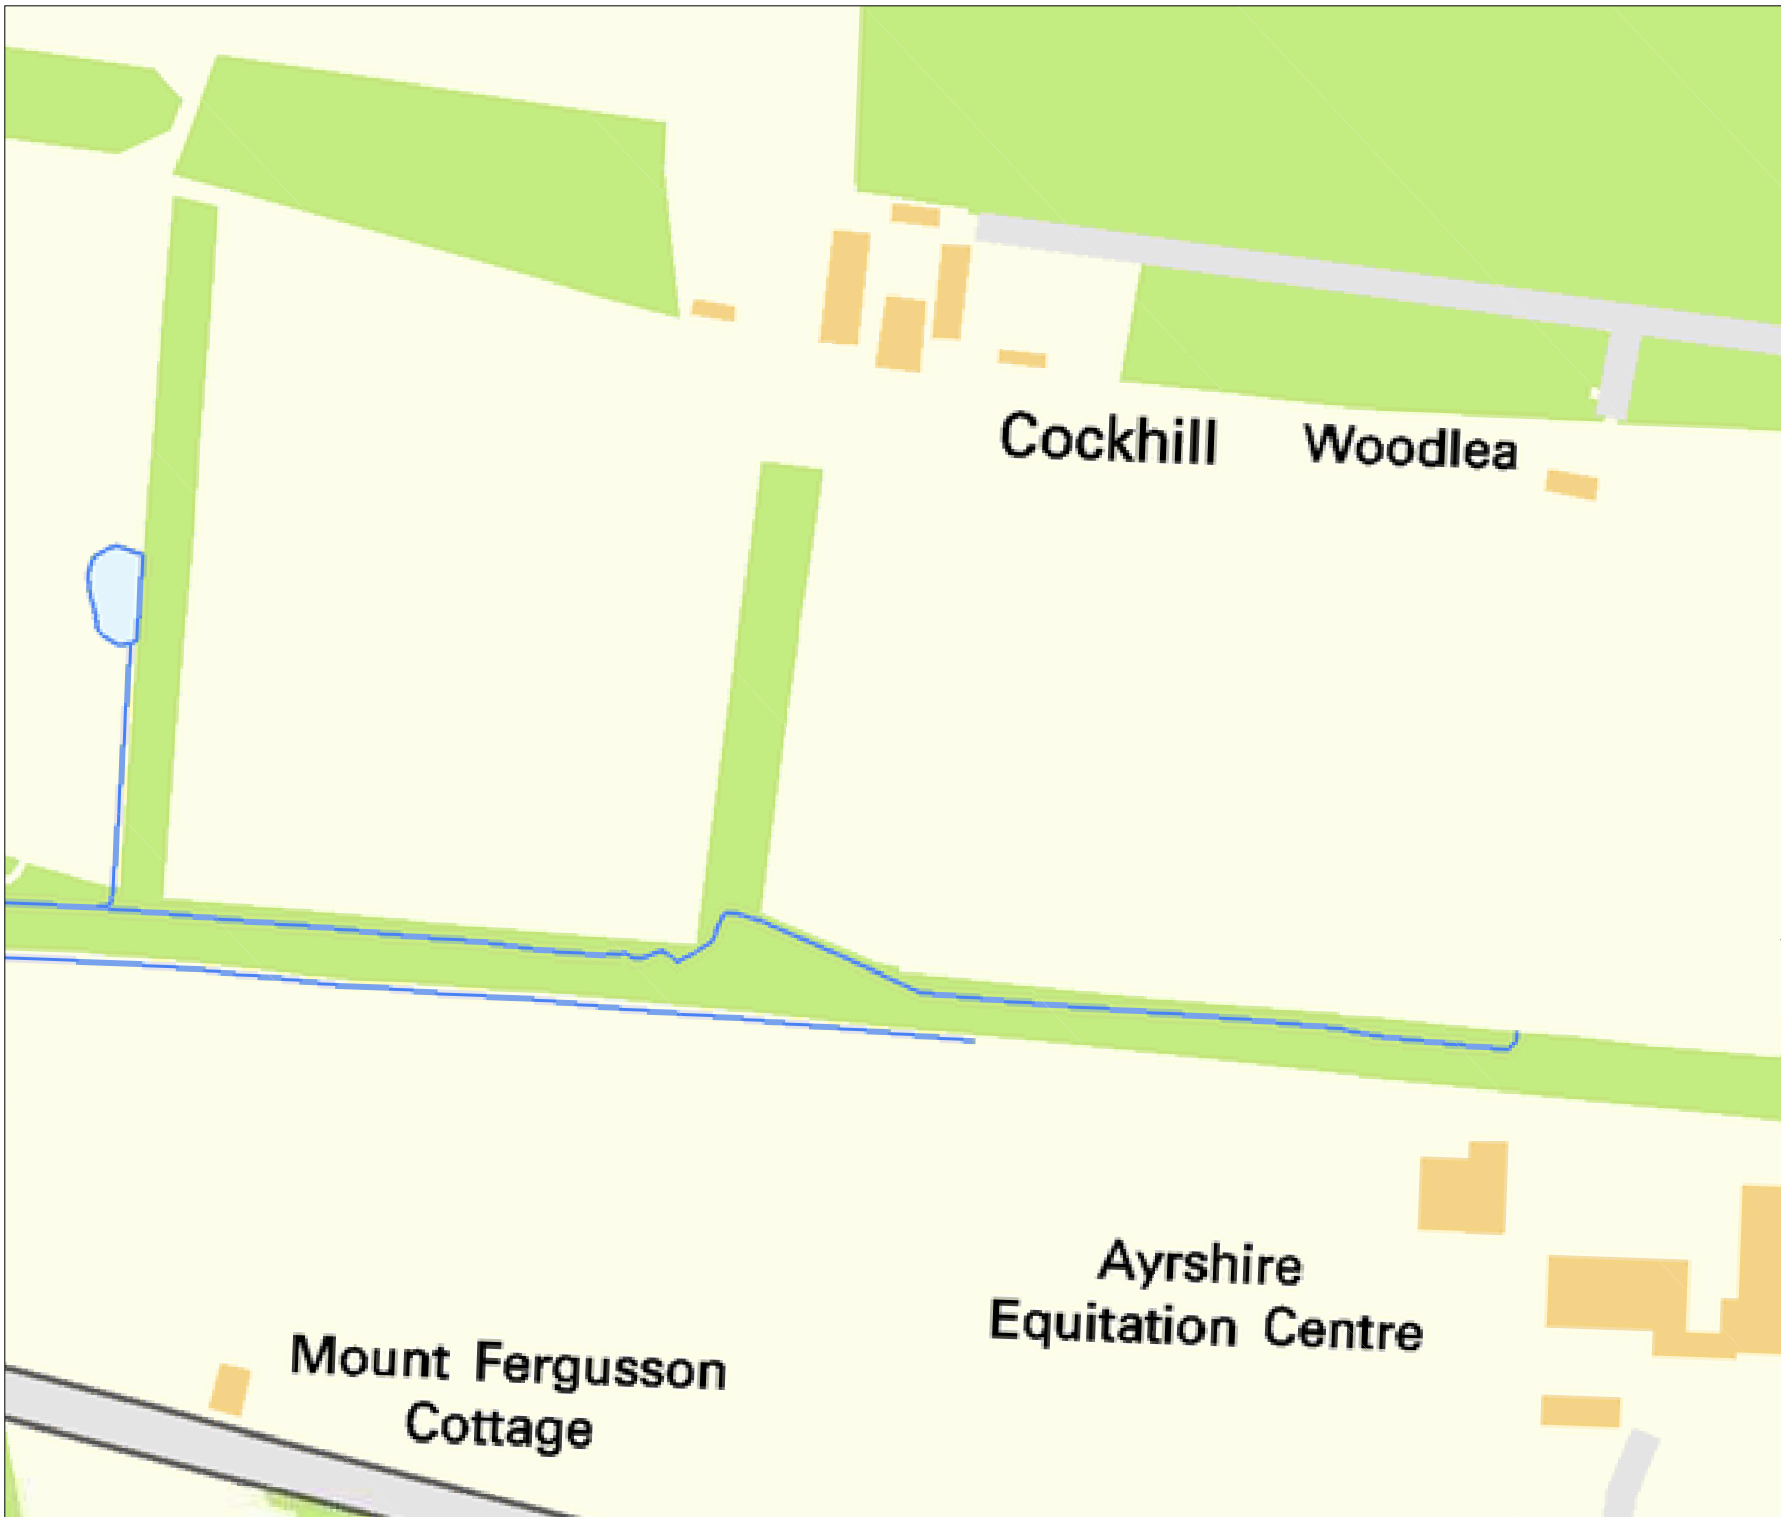 Cockhill
Woodlea
Ayrshire
Equitation Centre
Mount Fergusson
Cottage